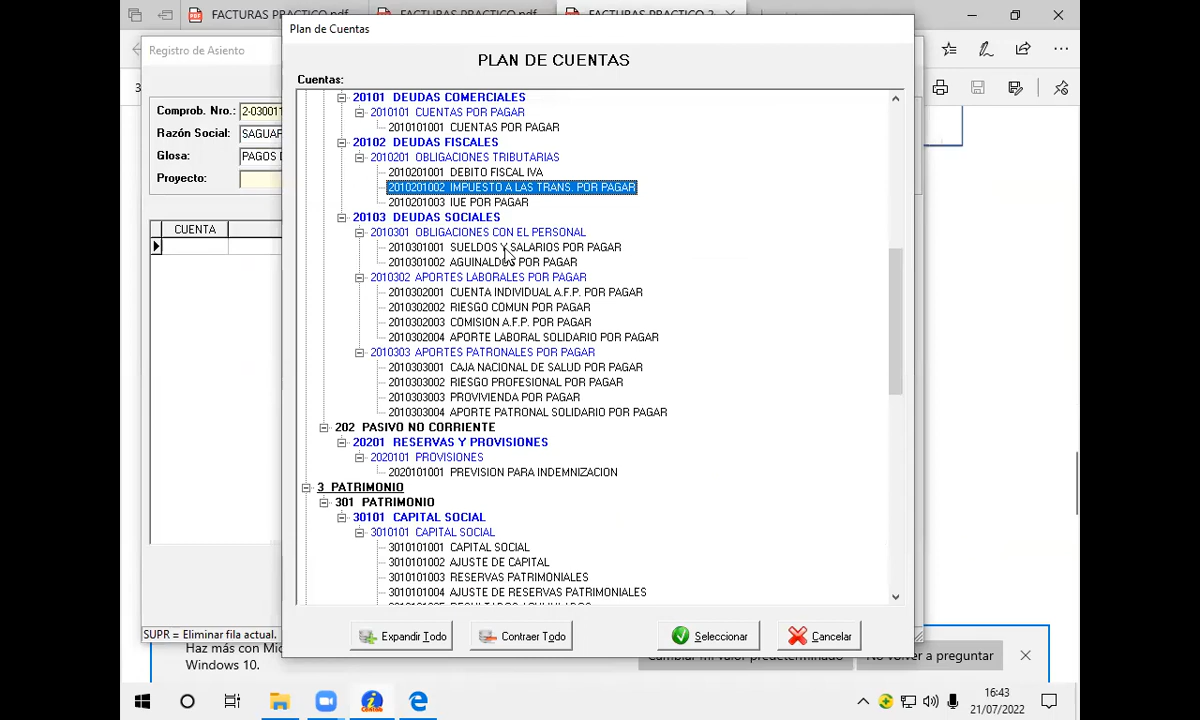 FACTURAS PRACTICO.pdf
FACTURAS PRACTICO.pdf
FACTURAS PRACTICO 2
Registro de Asiento
Comprob. Nro.: 2-030011
Razón Social:
Glosa: PAGOS
Proyecto:
CUENTA
SUPR = Eliminar fila actual.
Plan de Cuentas
PLAN DE CUENTAS
Cuentas:
20101 DEUDAS COMERCIALES
2010101 CUENTAS POR PAGAR
2010101001 CUENTAS POR PAGAR
20102 DEUDAS FISCALES
2010201 OBLIGACIONES TRIBUTARIAS
2010201001 DEBITO FISCAL IVA
2010201002 IMPUESTO A LAS TRANS. POR PAGAR
2010201003 IUE POR PAGAR
20103 DEUDAS SOCIALES
2010301 OBLIGACIONES CON EL PERSONAL
2010301001 SUELDOS Y SALARIOS POR PAGAR
2010301002 AGUINALDOS POR PAGAR
2010302 APORTES LABORALES POR PAGAR
2010302001 CUENTA INDIVIDUAL A.F.P. POR PAGAR
2010302002 RIESGO COMUN POR PAGAR
2010302003 COMISION A.F.P. POR PAGAR
2010302004 APORTE LABORAL SOLIDARIO POR PAGAR
2010303 APORTES PATRONALES POR PAGAR
2010303001 CAJA NACIONAL DE SALUD POR PAGAR
2010303002 RIESGO PROFESIONAL POR PAGAR
2010303003 PROVIVIENDA POR PAGAR
2010303004 APORTE PATRONAL SOLIDARIO POR PAGAR
202 PASIVO NO CORRIENTE
20201 RESERVAS Y PROVISIONES
2020101 PROVISIONES
2020101001 PREVISION PARA INDEMNIZACION
3 PATRIMONIO
301 PATRIMONIO
30101 CAPITAL SOCIAL
3010101 CAPITAL SOCIAL
3010101001 CAPITAL SOCIAL
3010101002 AJUSTE DE CAPITAL
3010101003 RESERVAS PATRIMONIALES
3010101004 AJUSTE DE RESERVAS PATRIMONIALES
Expandir Todo
Contraer Todo
Seleccionar
Cancelar
Haz más con Mic
Windows 10.
Cambiar mi valor predeterminado
No volver a preguntar
16:43
21/07/2022